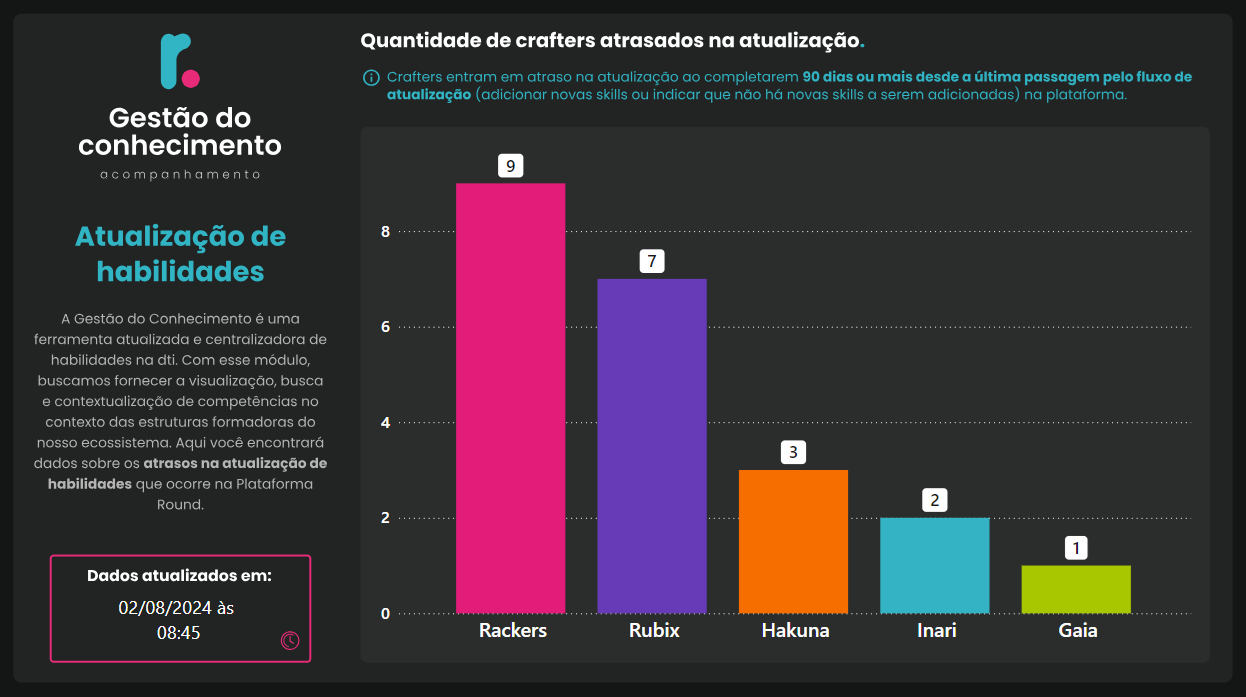 Gestão do
conhecimento
acompanhamento
Atualização de
habilidades
A Gestão do Conhecimento é uma
ferramenta atualizada e centralizadora de
habilidades na dti. Com esse módulo,
buscamos fornecer a visualização, busca
e contextualização de competências no
contexto das estruturas formadoras do
nosso ecossistema. Aqui você encontrará
dados sobre os atrasos na atualização de
habilidades que ocorre na Plataforma
Round.
Dados atualizados em:
02/08/2024 às
08:45
Quantidade de crafters atrasados na atualização.
Crafters entram em atraso na atualização ao completarem 90 dias ou mais desde a última passagem pelo fluxo de
atualização (adicionar novas skills ou indicar que não há novas skills a serem adicionadas) na plataforma.
9
8
7
6
4
3
2
2
1
0
Rackers Rubix Hakuna Inari Gaia